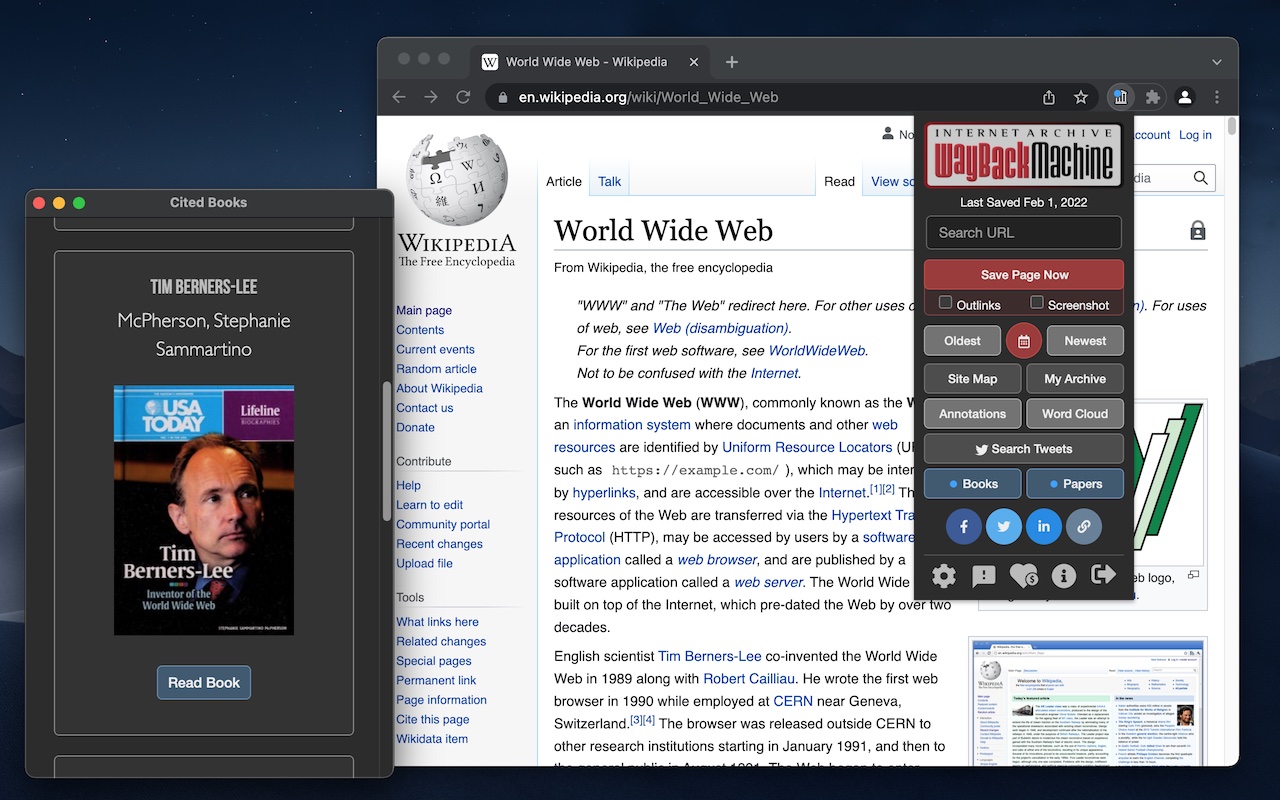 Cited Books
TIM BERNERS-LEE
McPherson, Stephanie
Sammartino
USA
TODAY
Lifeline
BIOGRAPHIES
Tim
Berners-Lee
Inventor of the
World Wide Web
STEPHANIE SAMMARTINO McPHERSON
Read Book
World Wide Web - Wikipedia
en.wikipedia.org/wiki/World_Wide_Web
WIKIPEDIA
The Free Encyclopedia
Main page
Contents
Current events
Random article
About Wikipedia
Contact us
Donate
Contribute
Help
Learn to edit
Community portal
Recent changes
Upload file
Tools
What links here
Related changes
Special pages
Permanent link
Page information
Cite this page
Wikidata item
No
ccount Log in
Article Talk
Read View sc
dia
World Wide Web
From Wikipedia, the free encyclopedia
"WWW" and "The Web" redirect here. For other uses o
n). For uses
of web, see Web (disambiguation).
For the first web software, see WorldWideWeb.
Not to be confused with the Internet.
The World Wide Web (WWW), commonly known as the W
an information system where documents and other web
resources are identified by Uniform Resource Locators (UR
such as https://example.com/ ), which may be inter
by hyperlinks, and are accessible over the Internet.[1][2] Th
resources of the Web are transferred via the Hypertext Tra
Protocol (HTTP), may be accessed by users by a software
application called a web browser, and are published by a
software application called a web server. The World Wide
built on top of the Internet, which pre-dated the Web by over two
decades.
English scientist Tim Berners-Lee co-invented the World Wide
Web in 1989 along with Robert Cailliau. He wrote the first web
browser in 1990 while employed at CERN near Geneva,
Switzerland.[3][4] The browser was released outside CERN to
other research institutions starting in January 1991, and then to
eb logo,
u.
INTERNET ARCHIVE
WayBackMachine
Last Saved Feb 1, 2022
Search URL
Save Page Now
Outlinks Screenshot
Oldest Newest
Site Map My Archive
Annotations Word Cloud
Search Tweets
Books Papers